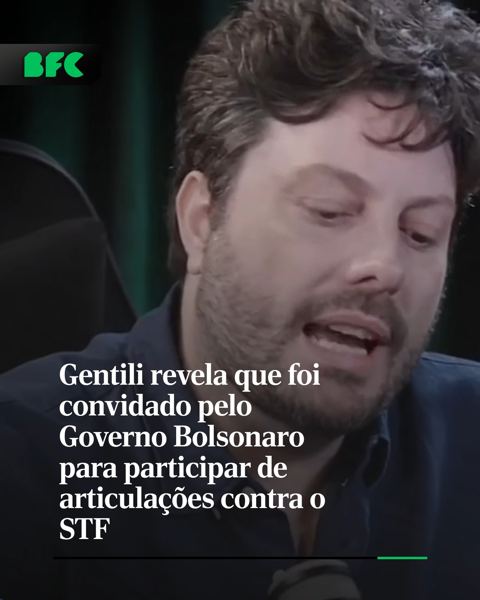 BFC
Gentili revela que foi
convidado pelo
Governo Bolsonaro
para participar de
articulações contra o
STF